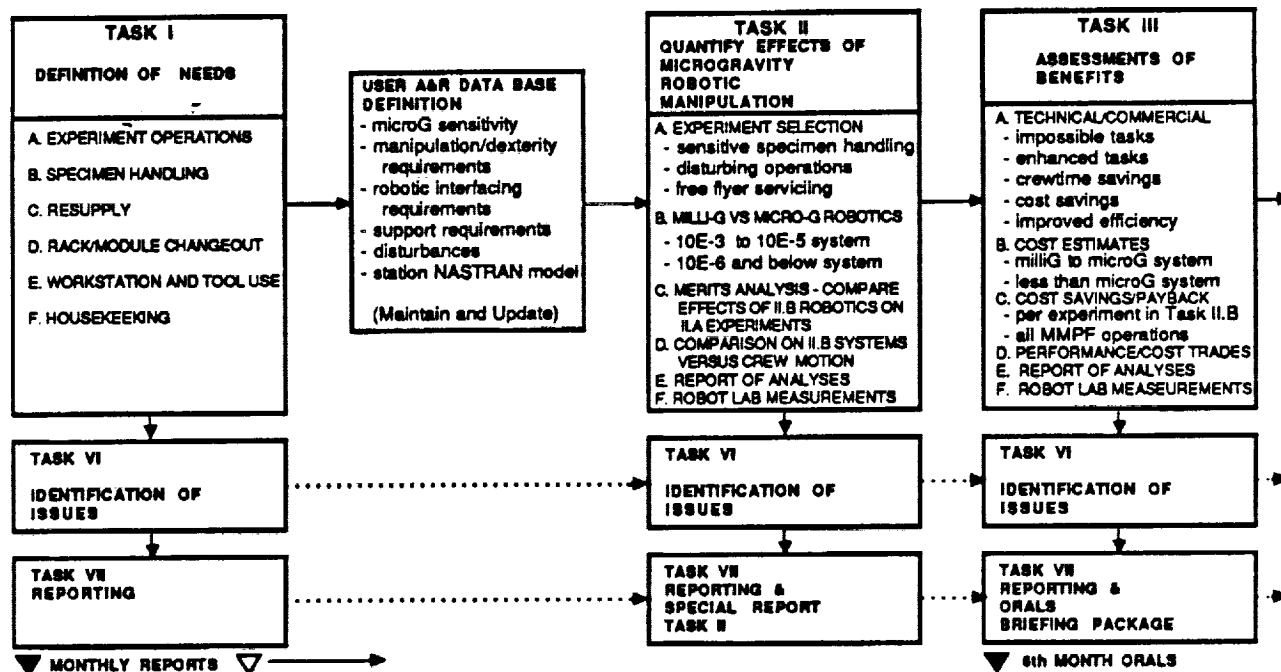 TASK I
DEFINITION OF NEEDS
A. EXPERIMENT OPERATIONS
B. SPECIMEN HANDLING
C. RESUPPLY
D. RACK/MODULE CHANGEOUT
E. WORKSTATION AND TOOL USE
F. HOUSEKEEKING
USER A&R DATA BASE
DEFINITION
- microG sensitivity
- manipulation/dexterity
requirements
- robotic interfacing
requirements
- support requirements
- disturbances
- station NASTRAN model
(Maintain and Update)
TASK II
QUANTIFY EFFECTS OF
MICROGRAVITY
ROBOTIC
MANIPULATION
A. EXPERIMENT SELECTION
- sensitive specimen handling
- disturbing operations
- free flyer serviciing
B. MILLI-G VS MICRO-G ROBOTICS
- 10E-3 to 10E-5 system
- 10E-6 and below system
C. MERITS ANALYSIS - COMPARE
EFFECTS OF II.B ROBOTICS ON
II.A EXPERIMENTS
D. COMPARISON ON II.B SYSTEMS
VERSUS CREW MOTION
E. REPORT OF ANALYSES
F. ROBOT LAB MEASUREMENTS
TASK III
ASSESSMENTS OF
BENEFITS
A. TECHNICAL/COMMERCIAL
- impossible tasks
- enhanced tasks
- crewtime savings
- cost savings
- improved efficiency
B. COST ESTIMATES
- milliG to microG system
- less than microG system
C. COST SAVINGS/PAYBACK
- per experiment in Task II.B
- all MMPF operations
D. PERFORMANCE/COST TRADES
E. REPORT OF ANALYSES
F. ROBOT LAB MEASEUREMENTS
TASK VI
IDENTIFICATION OF
ISSUES
TASK VI
IDENTIFICATION OF
ISSUES
TASK VI
IDENTIFICATION OF
ISSUES
TASK VII
REPORTING
TASK VII
REPORTING &
SPECIAL REPORT
TASK II
TASK VII
REPORTING &
ORALS
BRIEFING PACKAGE
MONTHLY REPORTS
6th MONTH ORALS